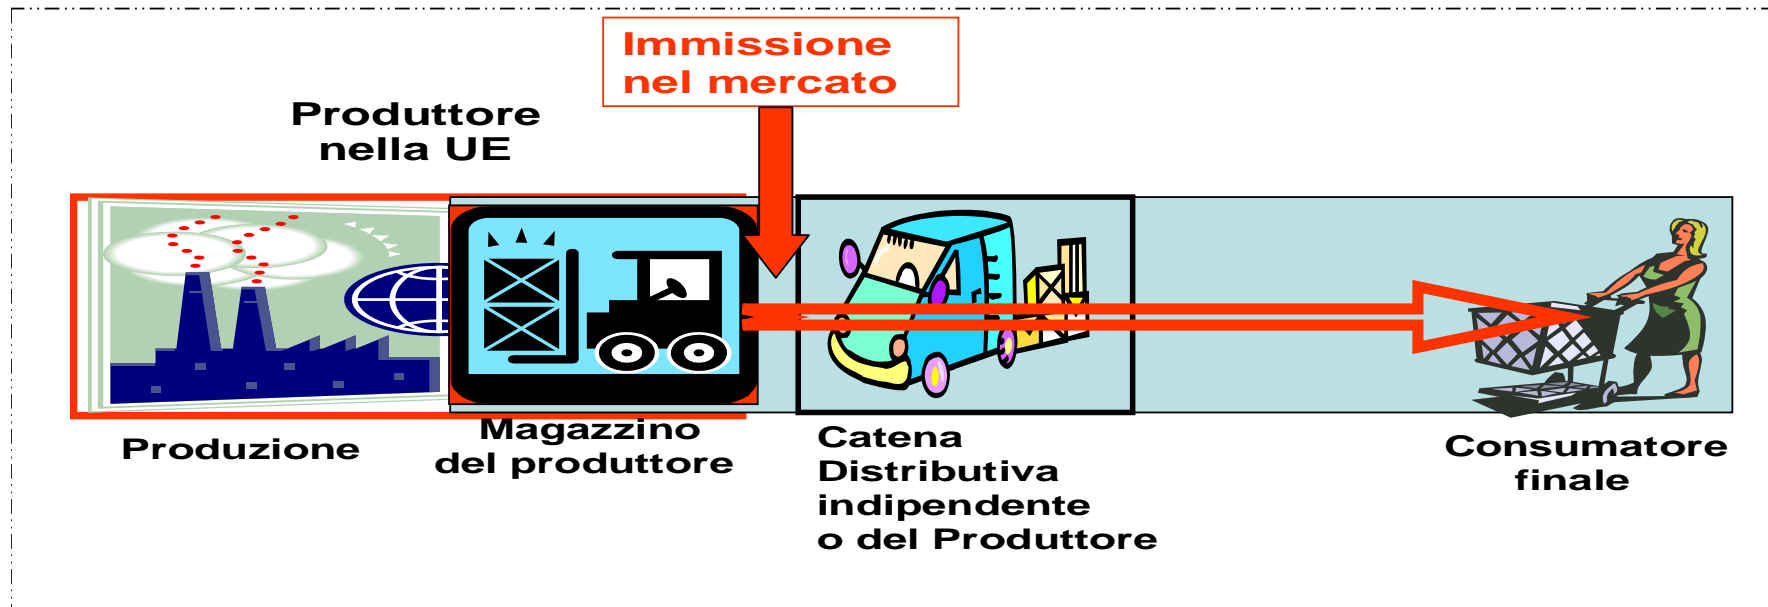 Immissione
nel mercato
Produttore
nella UE
Produzione
Magazzino
del produttore
Catena
Distributiva
indipendente
o del Produttore
Consumatore
finale